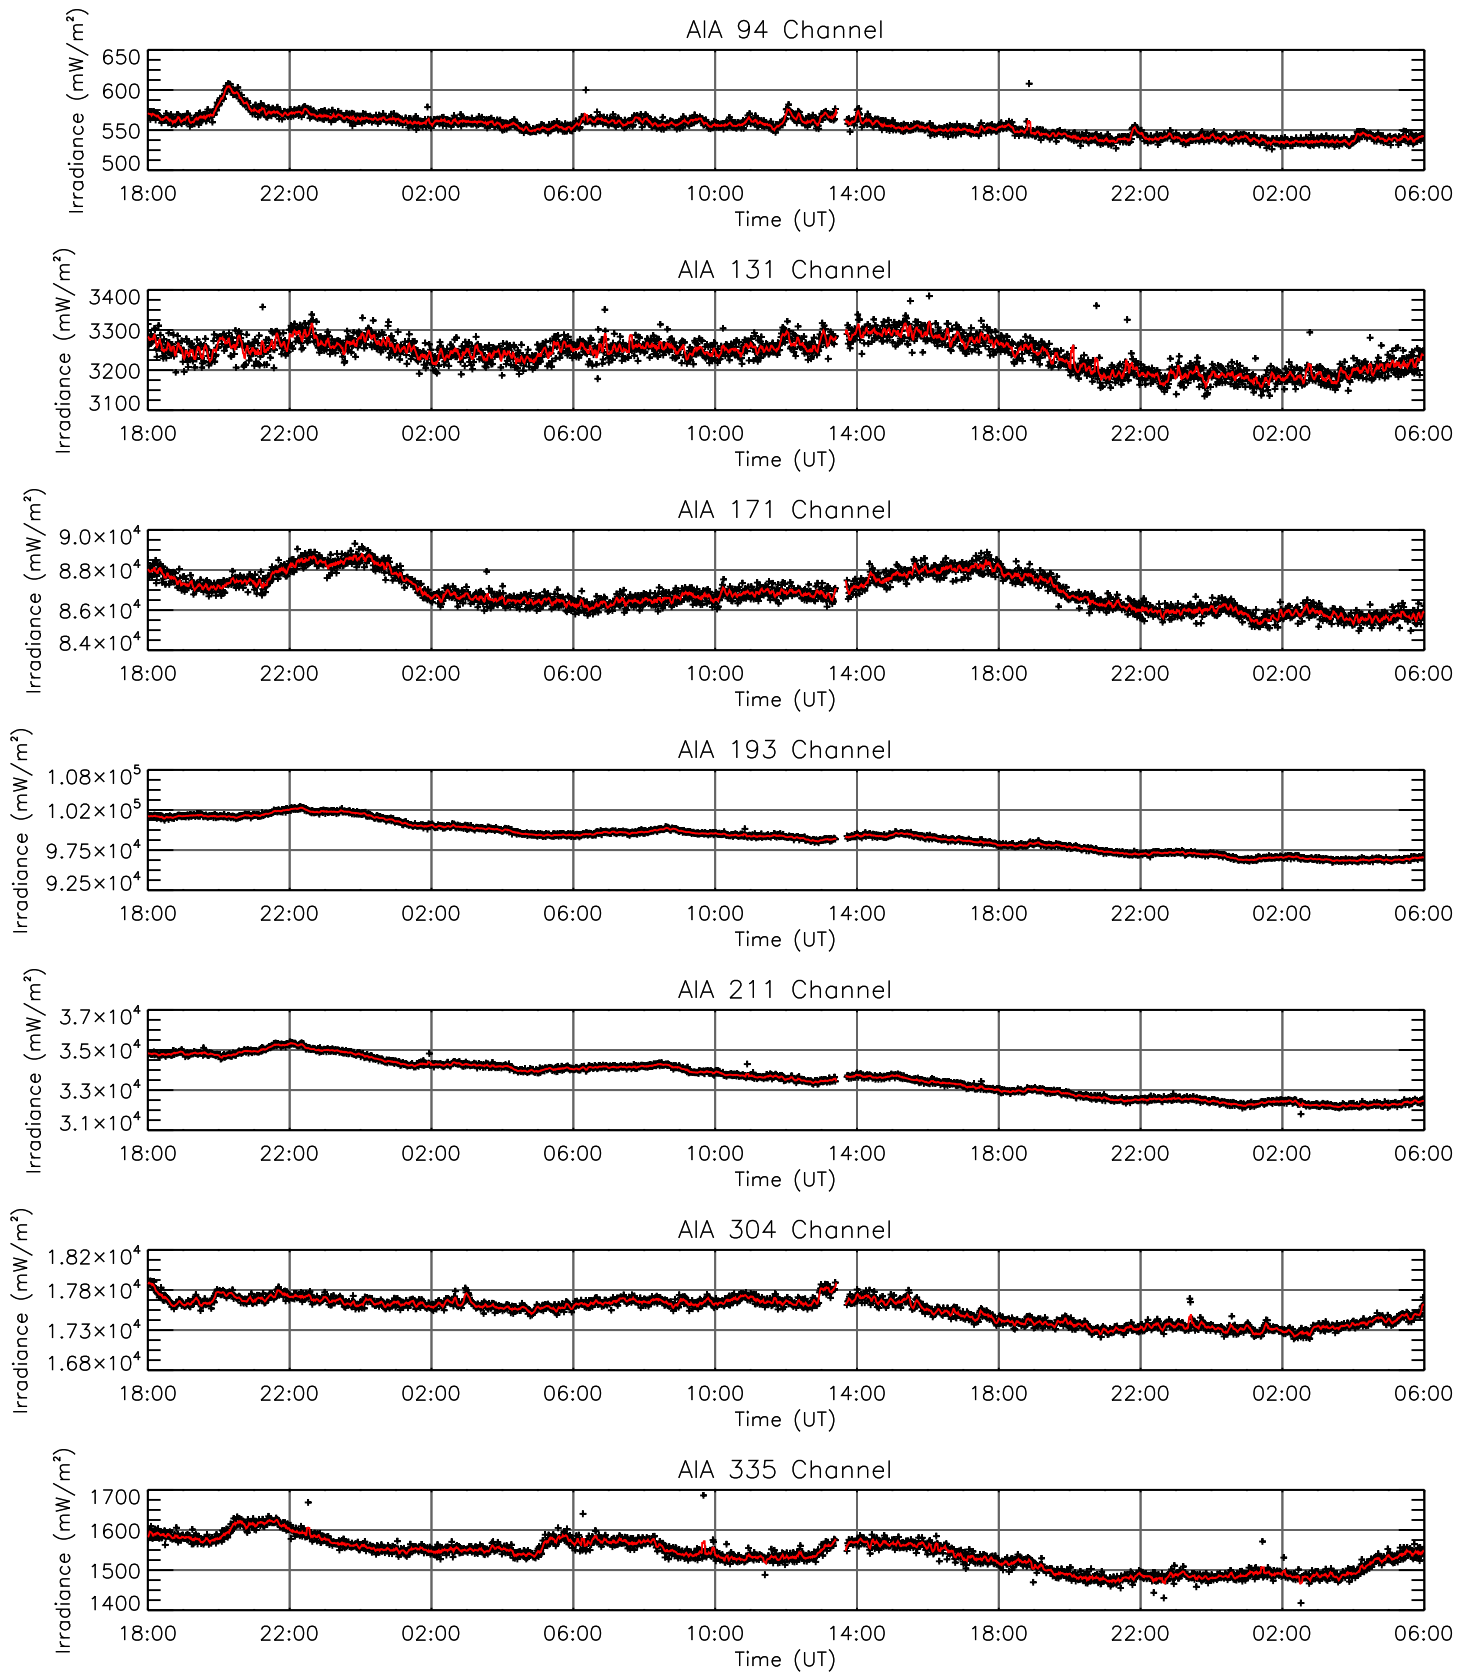 AIA 94 Channel
Irradiance (mW/m²)
650
600
550
500
18:00 22:00 02:00 06:00 10:00 14:00 18:00 22:00 02:00 06:00
Time (UT)
AIA 131 Channel
Irradiance (mW/m²)
3400
3300
3200
3100
18:00 22:00 02:00 06:00 10:00 14:00 18:00 22:00 02:00 06:00
Time (UT)
AIA 171 Channel
Irradiance (mW/m²)
9.0×10⁴
8.8×10⁴
8.6×10⁴
8.4×10⁴
18:00 22:00 02:00 06:00 10:00 14:00 18:00 22:00 02:00 06:00
Time (UT)
AIA 193 Channel
Irradiance (mW/m²)
1.08×10⁵
1.02×10⁵
9.75×10⁴
9.25×10⁴
18:00 22:00 02:00 06:00 10:00 14:00 18:00 22:00 02:00 06:00
Time (UT)
AIA 211 Channel
Irradiance (mW/m²)
3.7×10⁴
3.5×10⁴
3.3×10⁴
3.1×10⁴
18:00 22:00 02:00 06:00 10:00 14:00 18:00 22:00 02:00 06:00
Time (UT)
AIA 304 Channel
Irradiance (mW/m²)
1.82×10⁴
1.78×10⁴
1.73×10⁴
1.68×10⁴
18:00 22:00 02:00 06:00 10:00 14:00 18:00 22:00 02:00 06:00
Time (UT)
AIA 335 Channel
Irradiance (mW/m²)
1700
1600
1500
1400
18:00 22:00 02:00 06:00 10:00 14:00 18:00 22:00 02:00 06:00
Time (UT)